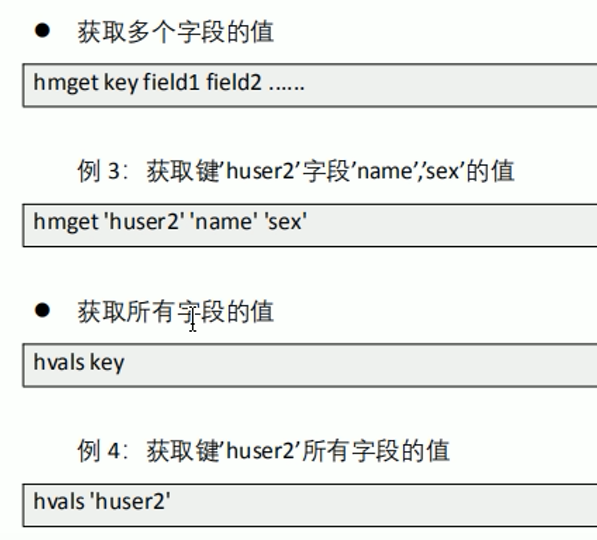 ● 获取多个字段的值
hmget key field1 field2 ……
例 3： 获取键’huser2’字段’name’,’sex’的值
hmget 'huser2' 'name' 'sex'
● 获取所有字段的值
hvals key
例 4： 获取键’huser2’所有字段的值
hvals 'huser2'